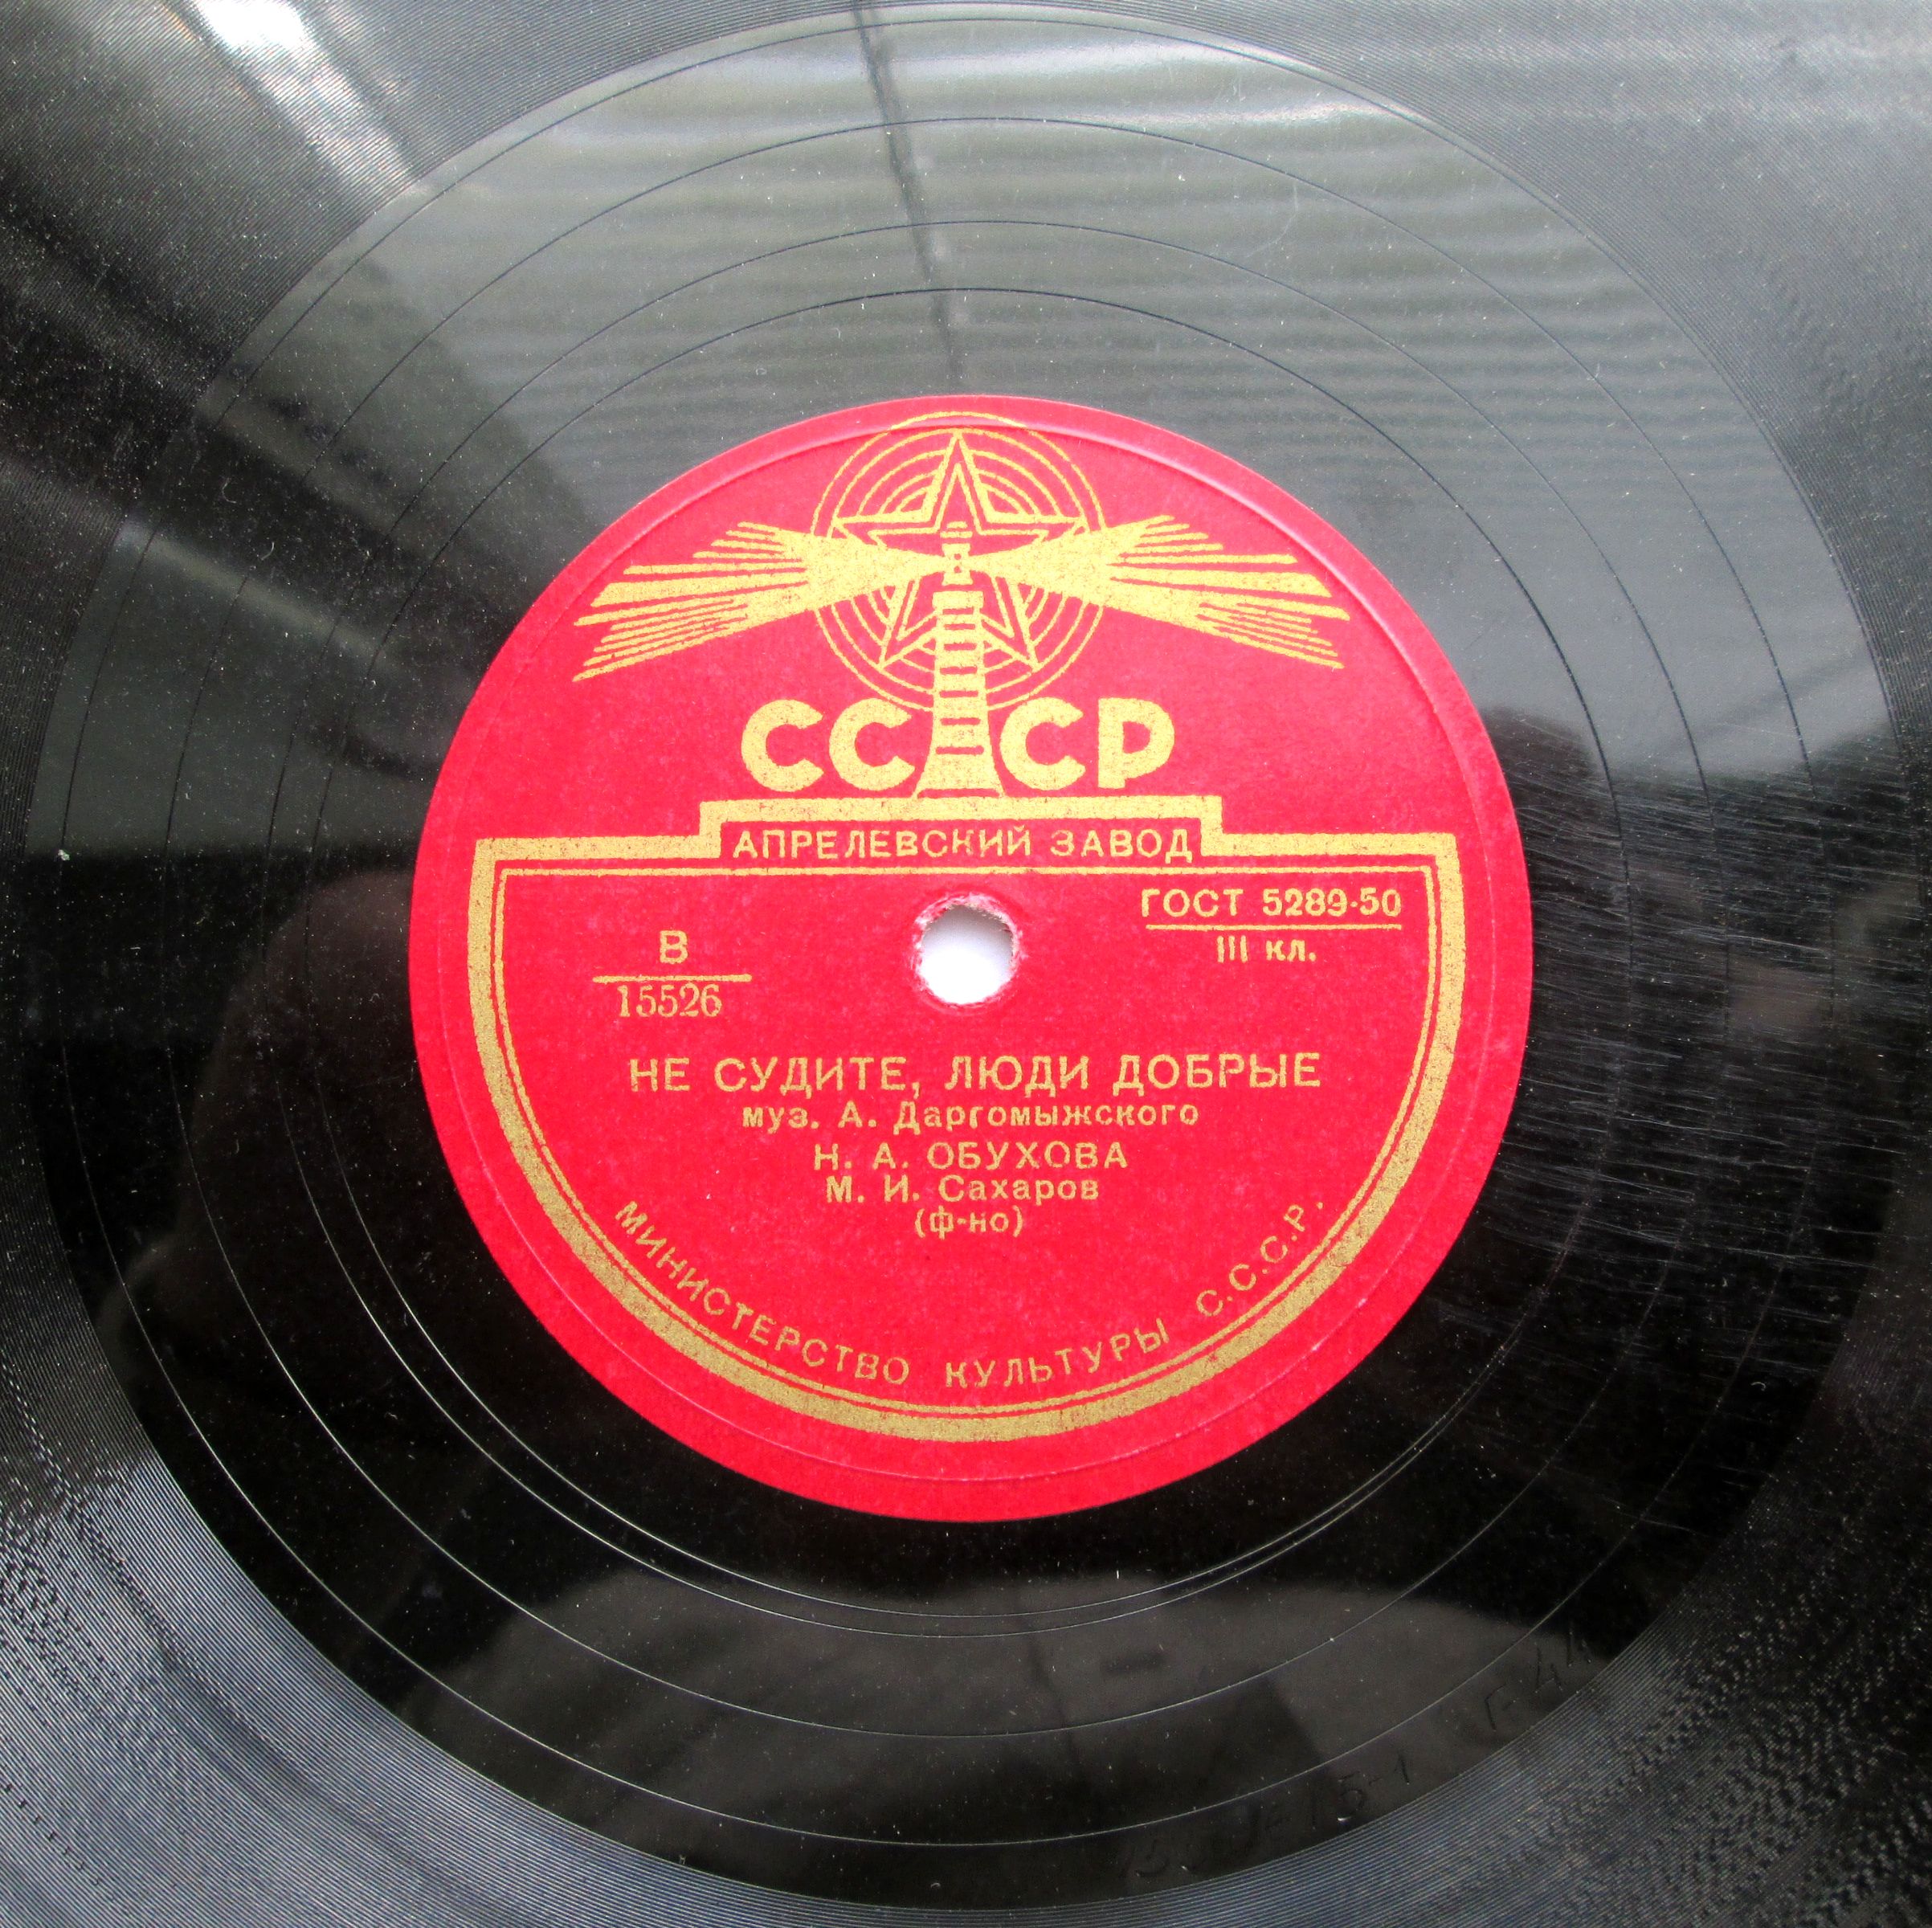 СССР
АПРЕЛЕВСКИЙ ЗАВОД
ГОСТ 5289-50
III кл.
В
15526
НЕ СУДИТЕ, ЛЮДИ ДОБРЫЕ
муз. А. Даргомыжского
Н. А. ОБУХОВА
М. И. Сахаров
(ф-но)
МИНИСТЕРСТВО КУЛЬТУРЫ С.С.С.Р.